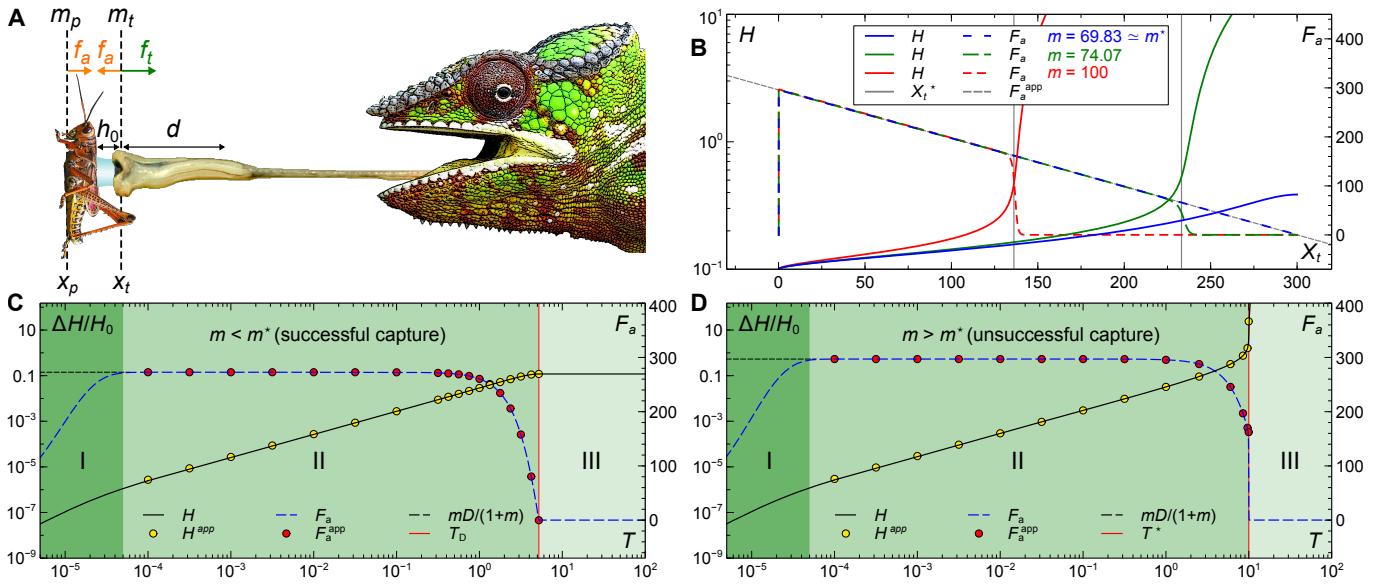 A
m_p m_t
f_a f_a f_t
h_0 d
x_p x_t
B
H F_a
H F_a m = 69.83 ≃ m*
H F_a m = 74.07
H F_a m = 100
X_t* F_a^app
10^1
10^0
10^-1
400
300
200
100
0
X_t
0 50 100 150 200 250 300
C
ΔH/H_0 m < m* (successful capture) F_a
10
0.1
10^-3
10^-5
10^-7
10^-9
400
300
200
100
0
I II III
H F_a mD/(1+m)
H^app F_a^app T_D
T
10^-5 10^-4 10^-3 10^-2 10^-1 10^0 10^1 10^2
D
ΔH/H_0 m > m* (unsuccessful capture) F_a
10
0.1
10^-3
10^-5
10^-7
10^-9
400
300
200
100
0
I II III
H F_a mD/(1+m)
H^app F_a^app T*
T
10^-5 10^-4 10^-3 10^-2 10^-1 10^0 10^1 10^2